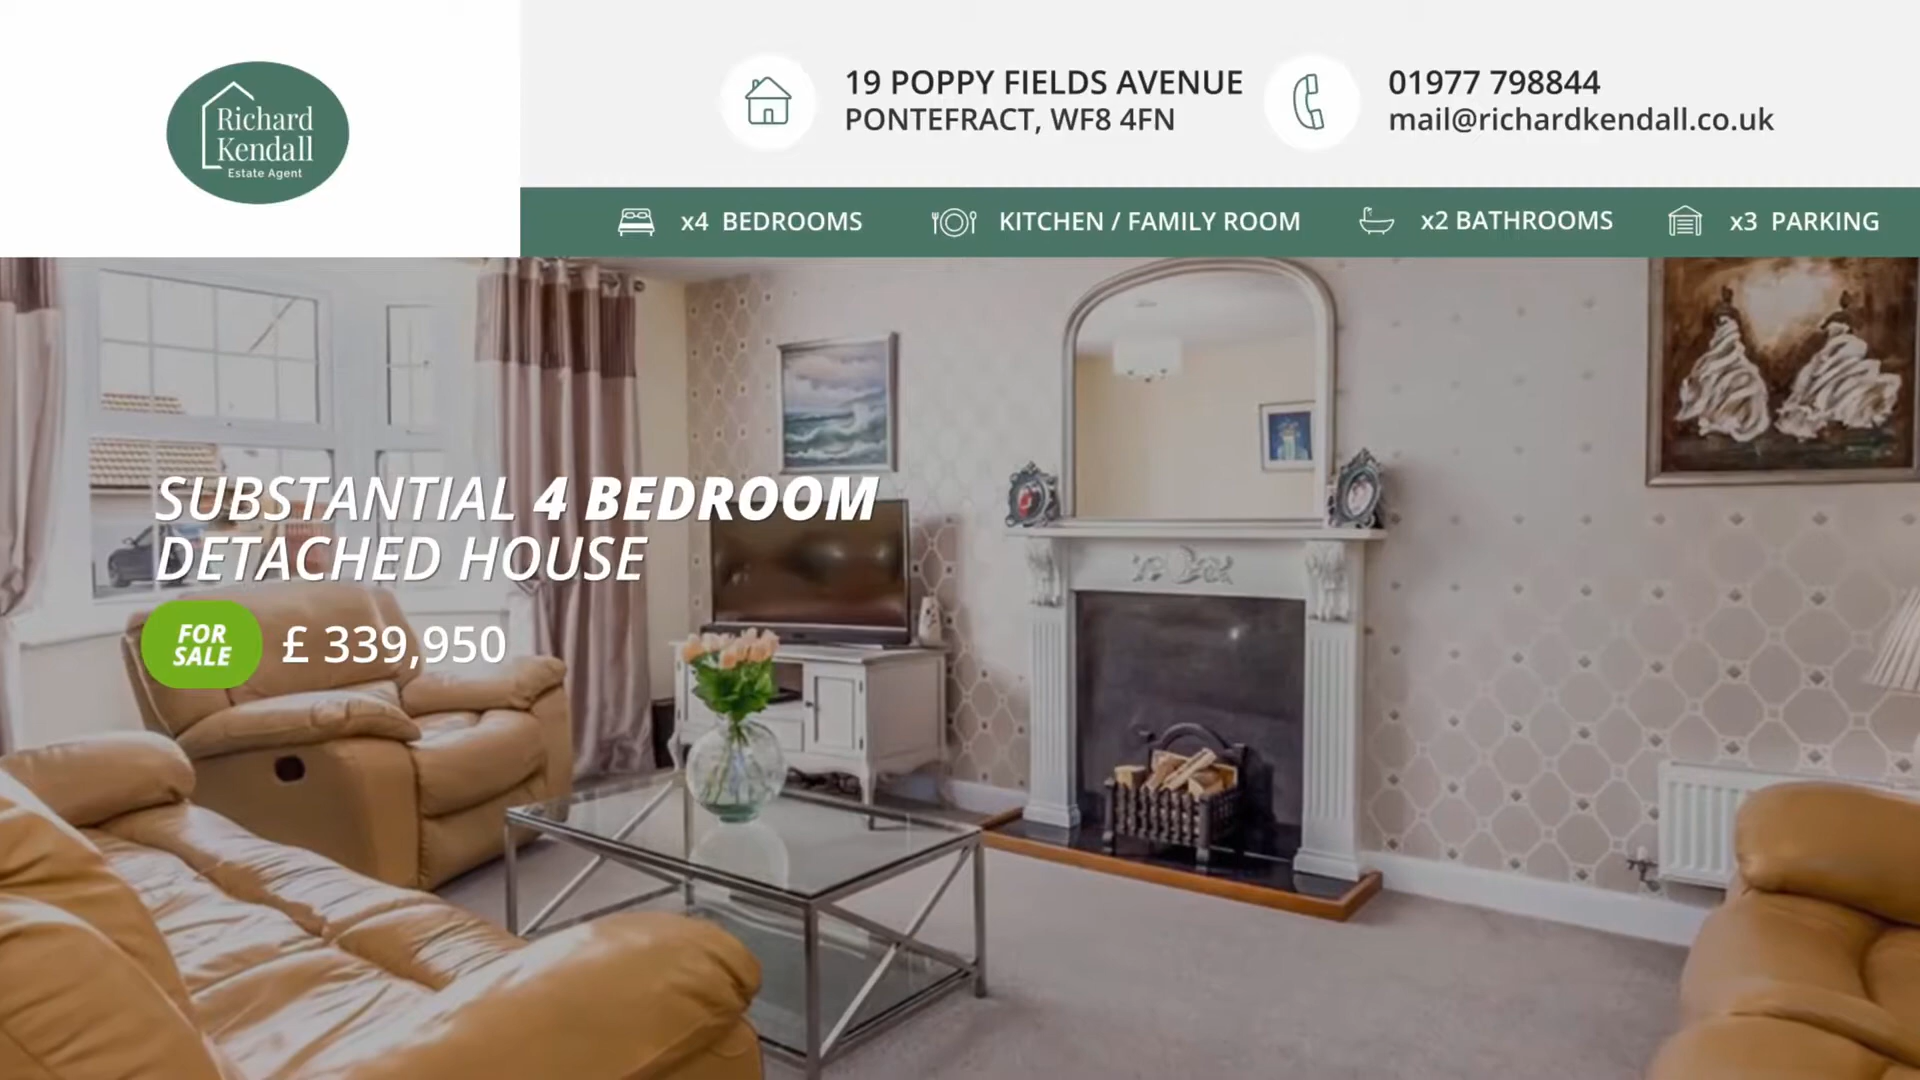 Richard
Kendall
Estate Agent
19 POPPY FIELDS AVENUE
PONTEFRACT, WF8 4FN
01977 798844
mail@richardkendall.co.uk
x4 BEDROOMS
KITCHEN / FAMILY ROOM
x2 BATHROOMS
x3 PARKING
SUBSTANTIAL 4 BEDROOM
DETACHED HOUSE
FOR
SALE
£ 339,950